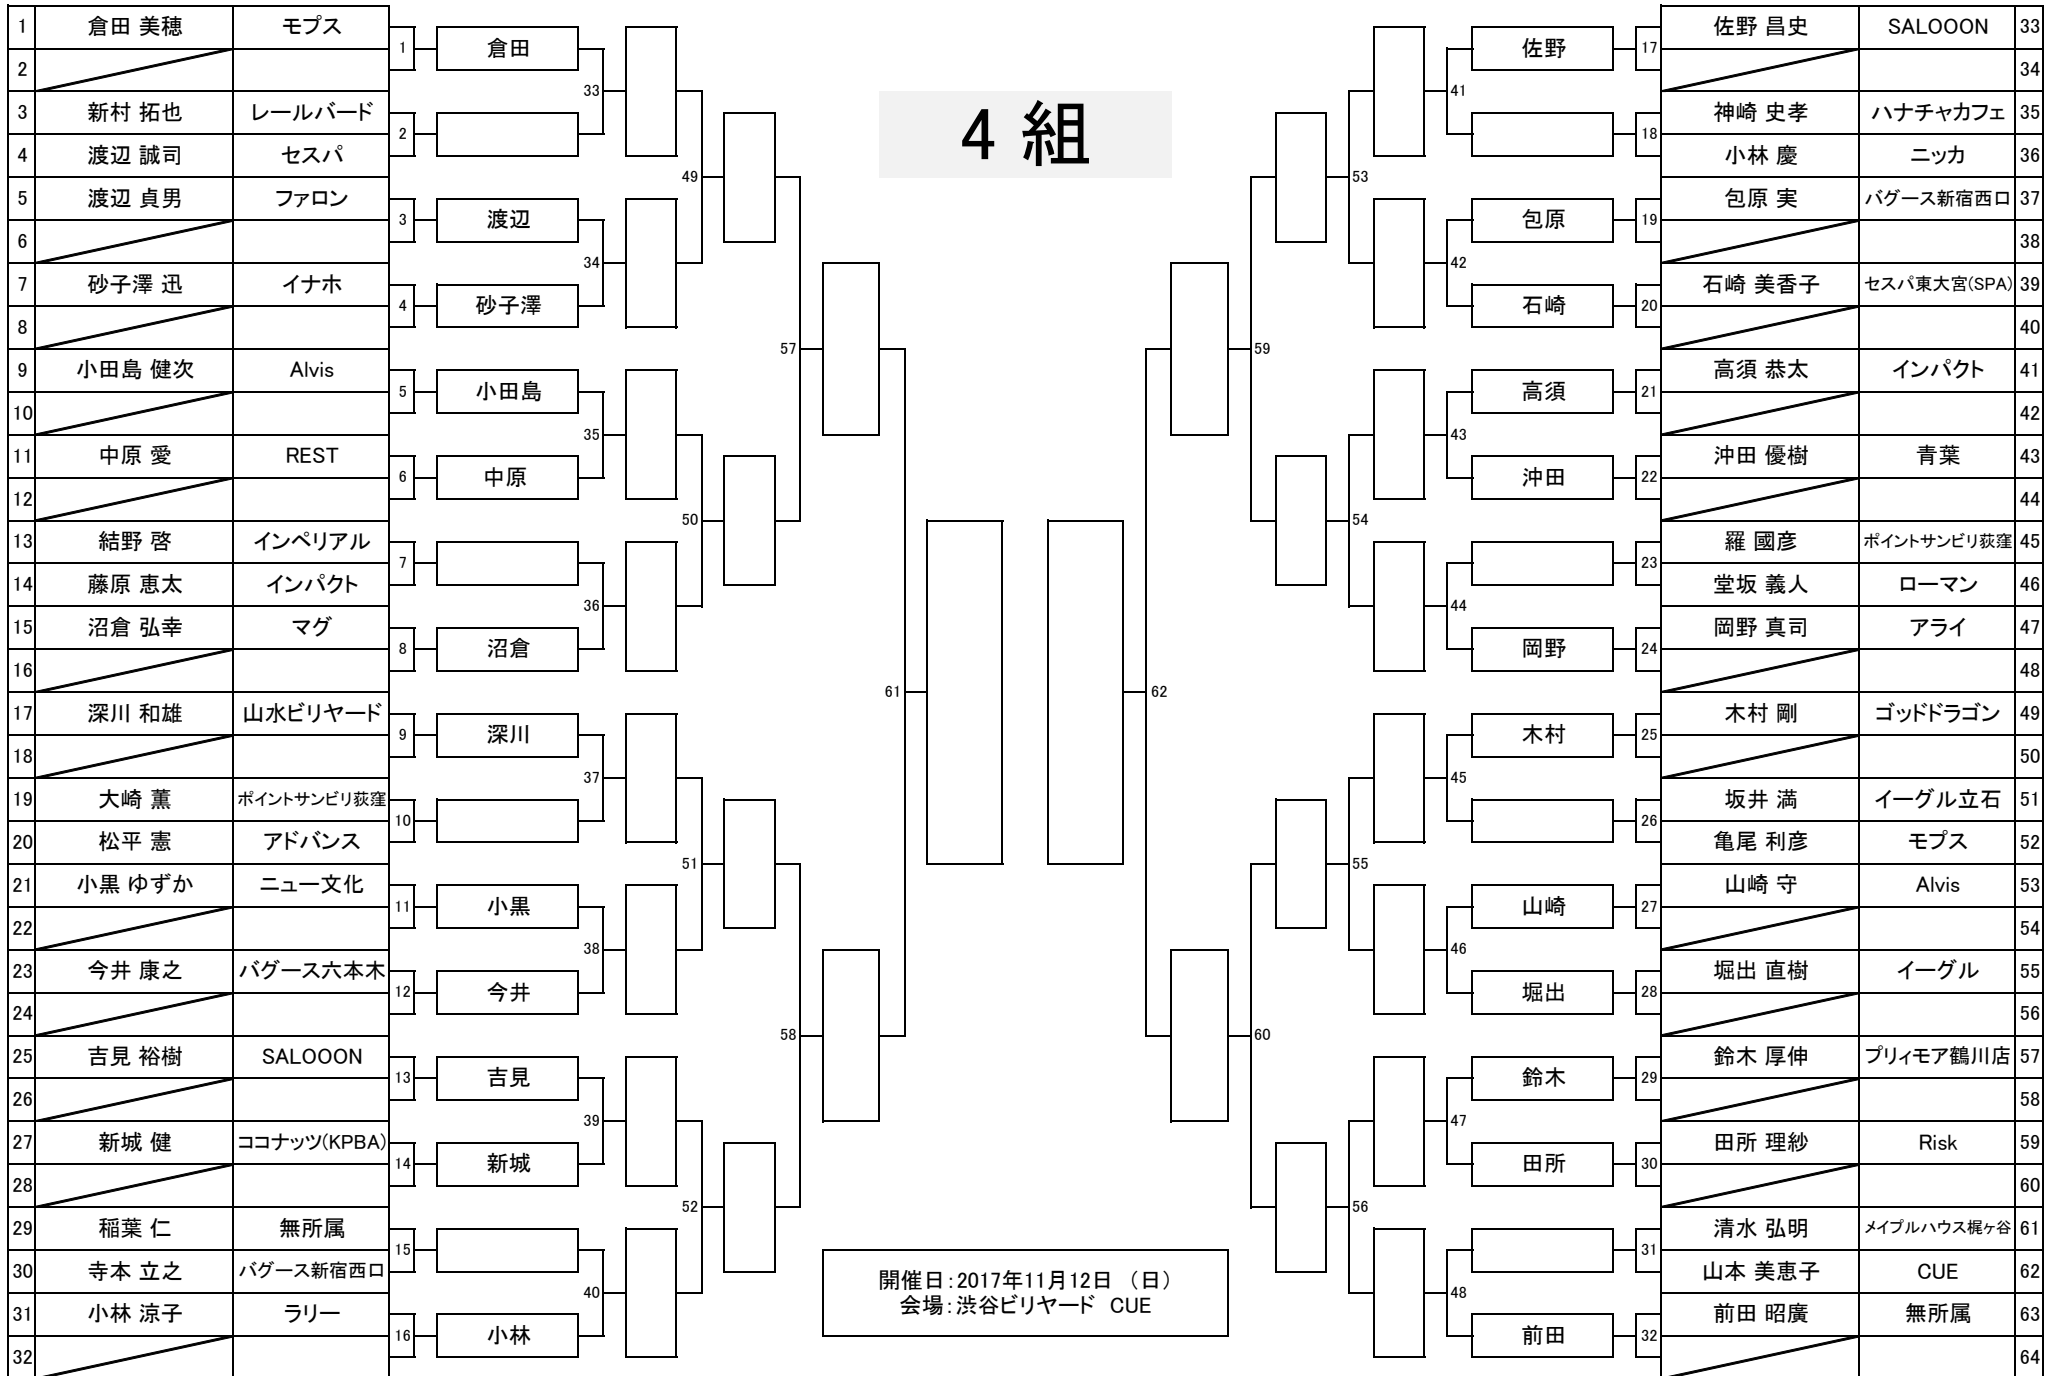 4 組
1 倉田 美穂 モプス
2
3 新村 拓也 レールバード
4 渡辺 誠司 セスパ
5 渡辺 貞男 ファロン
6
7 砂子澤 迅 イナホ
8
9 小田島 健次 Alvis
10
11 中原 愛 REST
12
13 結野 啓 インペリアル
14 藤原 恵太 インパクト
15 沼倉 弘幸 マグ
16
17 深川 和雄 山水ビリヤード
18
19 大崎 薫 ポイントサンビリ荻窪
20 松平 憲 アドバンス
21 小黒 ゆずか ニュー文化
22
23 今井 康之 バグース六本木
24
25 吉見 裕樹 SALOOON
26
27 新城 健 ココナッツ(KPBA)
28
29 稲葉 仁 無所属
30 寺本 立之 バグース新宿西口
31 小林 涼子 ラリー
32
1 倉田
2
3 渡辺
4 砂子澤
5 小田島
6 中原
7
8 沼倉
9 深川
10
11 小黒
12 今井
13 吉見
14 新城
15
16 小林
33
34
35
36
37
38
39
40
49
50
51
52
57
58
61
62
59
60
53
54
55
56
41
42
43
44
45
46
47
48
佐野 17
18
包原 19
石崎 20
高須 21
沖田 22
23
岡野 24
木村 25
26
山崎 27
堀出 28
鈴木 29
田所 30
31
前田 32
佐野 昌史 SALOOON 33
34
神崎 史孝 ハナチャカフェ 35
小林 慶 ニッカ 36
包原 実 バグース新宿西口 37
38
石崎 美香子 セスパ東大宮(SPA) 39
40
高須 恭太 インパクト 41
42
沖田 優樹 青葉 43
44
羅 國彦 ポイントサンビリ荻窪 45
堂坂 義人 ローマン 46
岡野 真司 アライ 47
48
木村 剛 ゴッドドラゴン 49
50
坂井 満 イーグル立石 51
亀尾 利彦 モプス 52
山崎 守 Alvis 53
54
堀出 直樹 イーグル 55
56
鈴木 厚伸 プリィモア鶴川店 57
58
田所 理紗 Risk 59
60
清水 弘明 メイプルハウス梶ヶ谷 61
山本 美恵子 CUE 62
前田 昭廣 無所属 63
64
開催日：2017年11月12日 （日）
会場：渋谷ビリヤード CUE